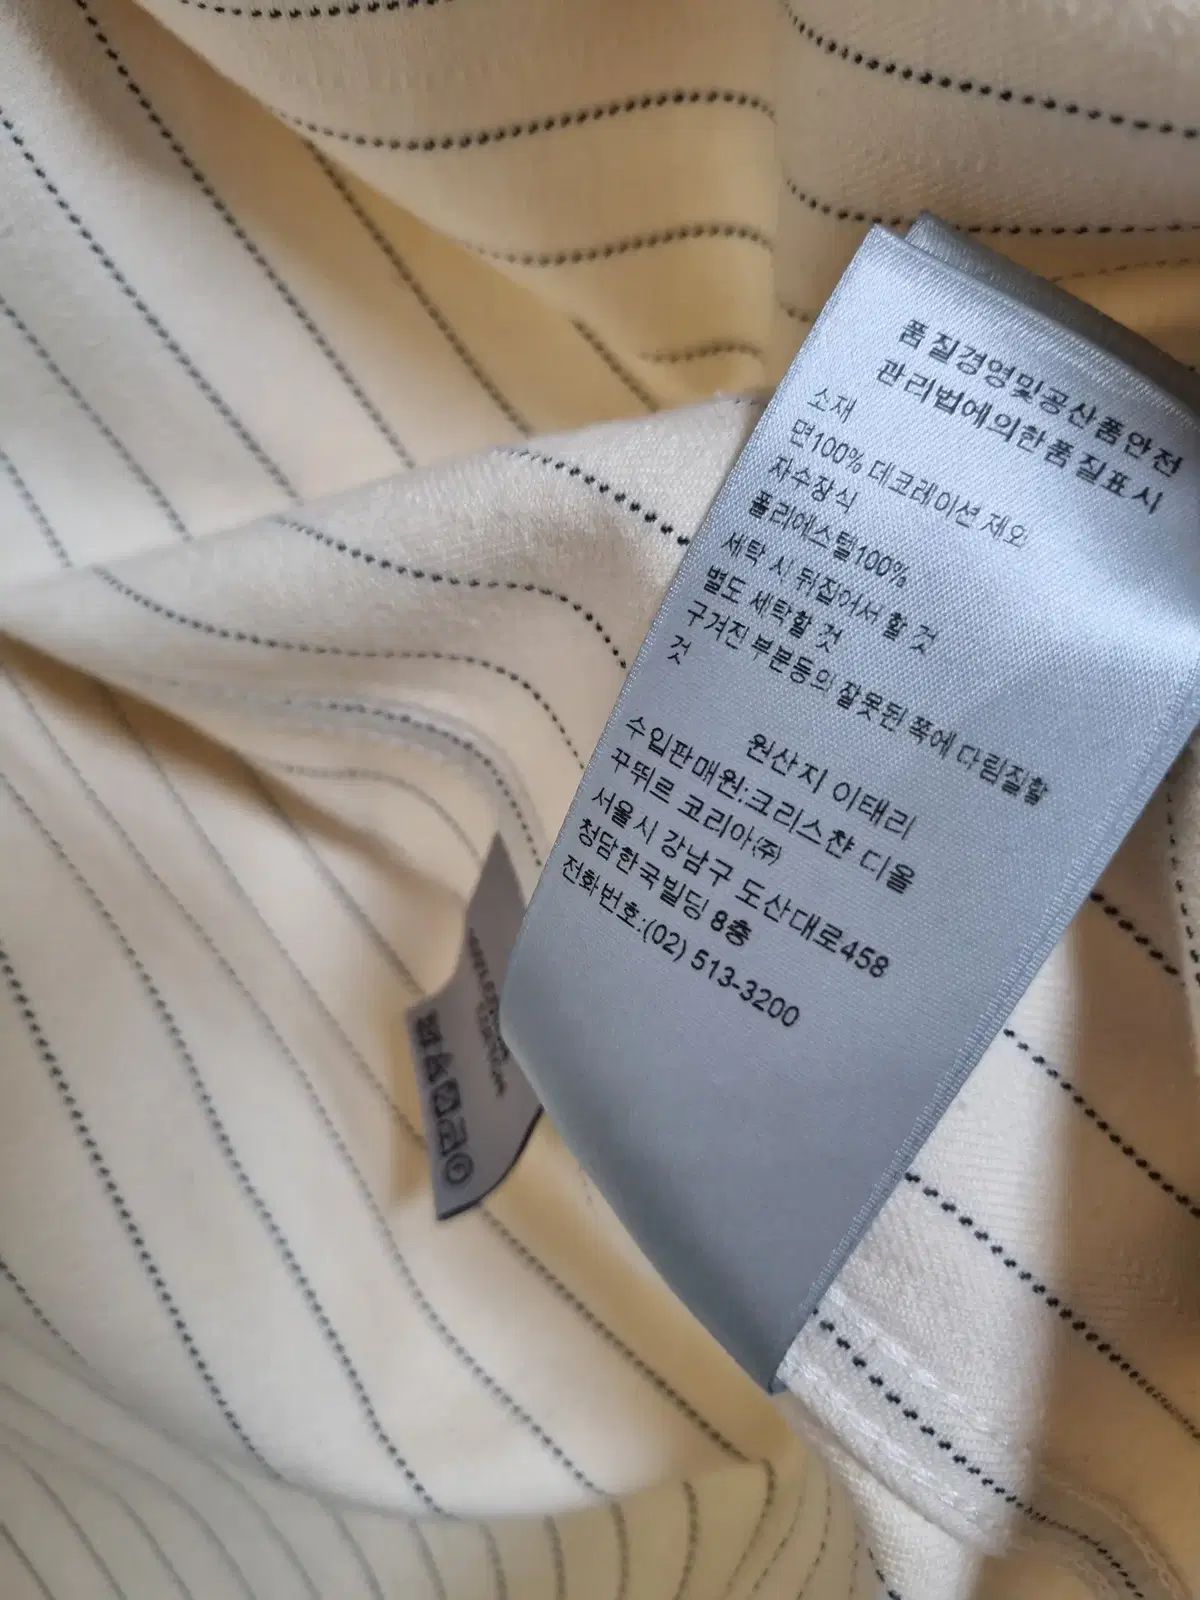 품질경영및공산품안전
관리법에의한품질표시
소재
면100% 데코레이션 제외
자수장식
폴리에스털100%
세탁 시 뒤집어서 할 것
별도 세탁할 것
구겨진 부분등의 잘못된 쪽에 다림질할
것
원산지 이태리
수입판매원:크리스챤 디올
꾸뛰르 코리아(주)
서울시 강남구 도산대로458
청담한국빌딩 8층
전화번호:(02) 513-3200